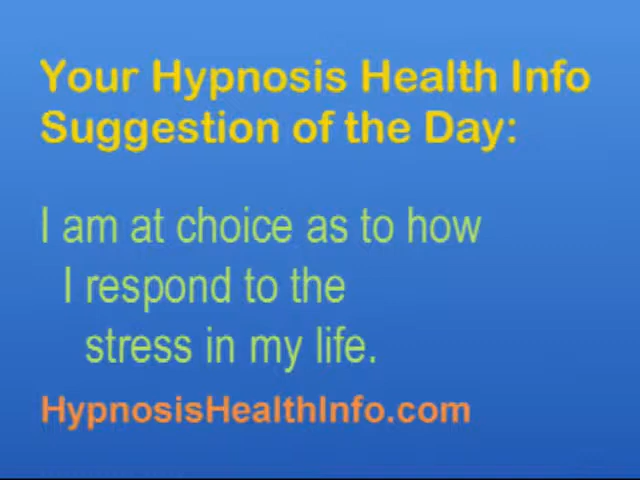 Your Hypnosis Health Info
Suggestion of the Day:
I am at choice as to how
I respond to the
stress in my life.
HypnosisHealthInfo.com